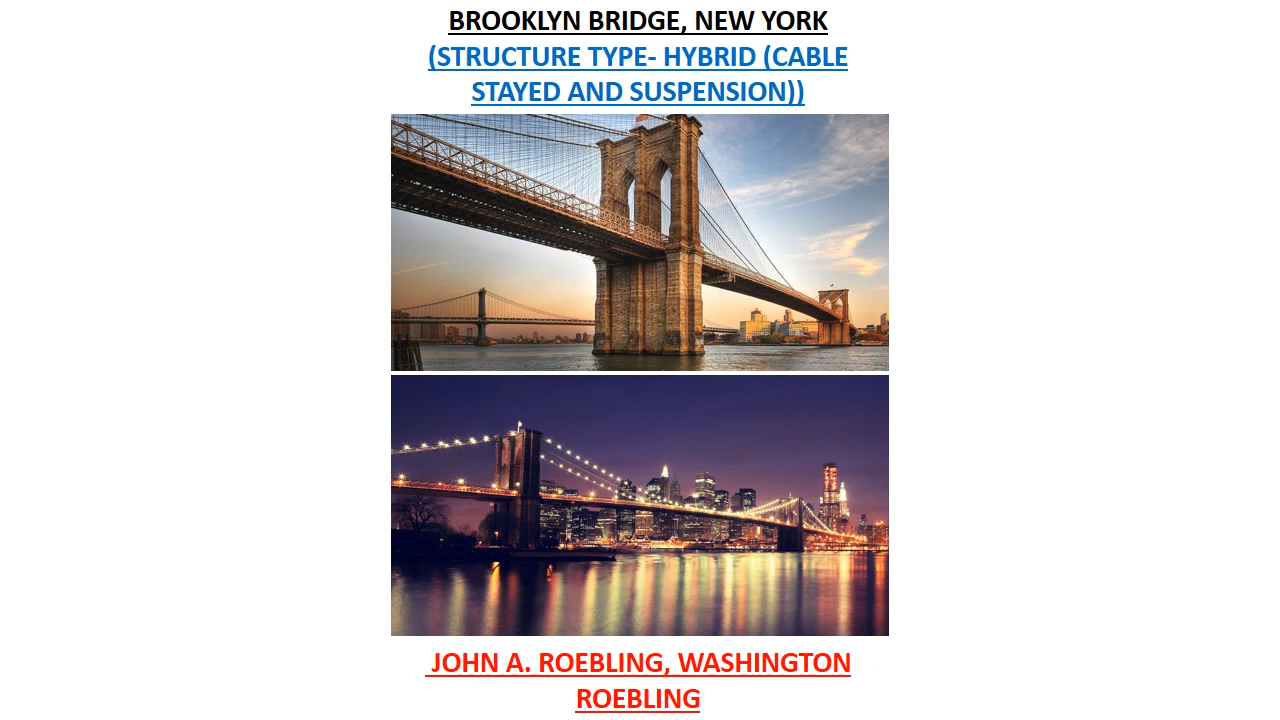 BROOKLYN BRIDGE, NEW YORK
(STRUCTURE TYPE- HYBRID (CABLE
STAYED AND SUSPENSION))
JOHN A. ROEBLING, WASHINGTON
ROEBLING